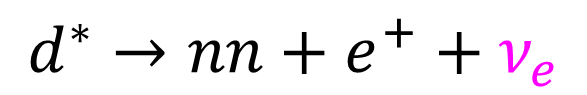 d* → nn + e⁺ + νₑ